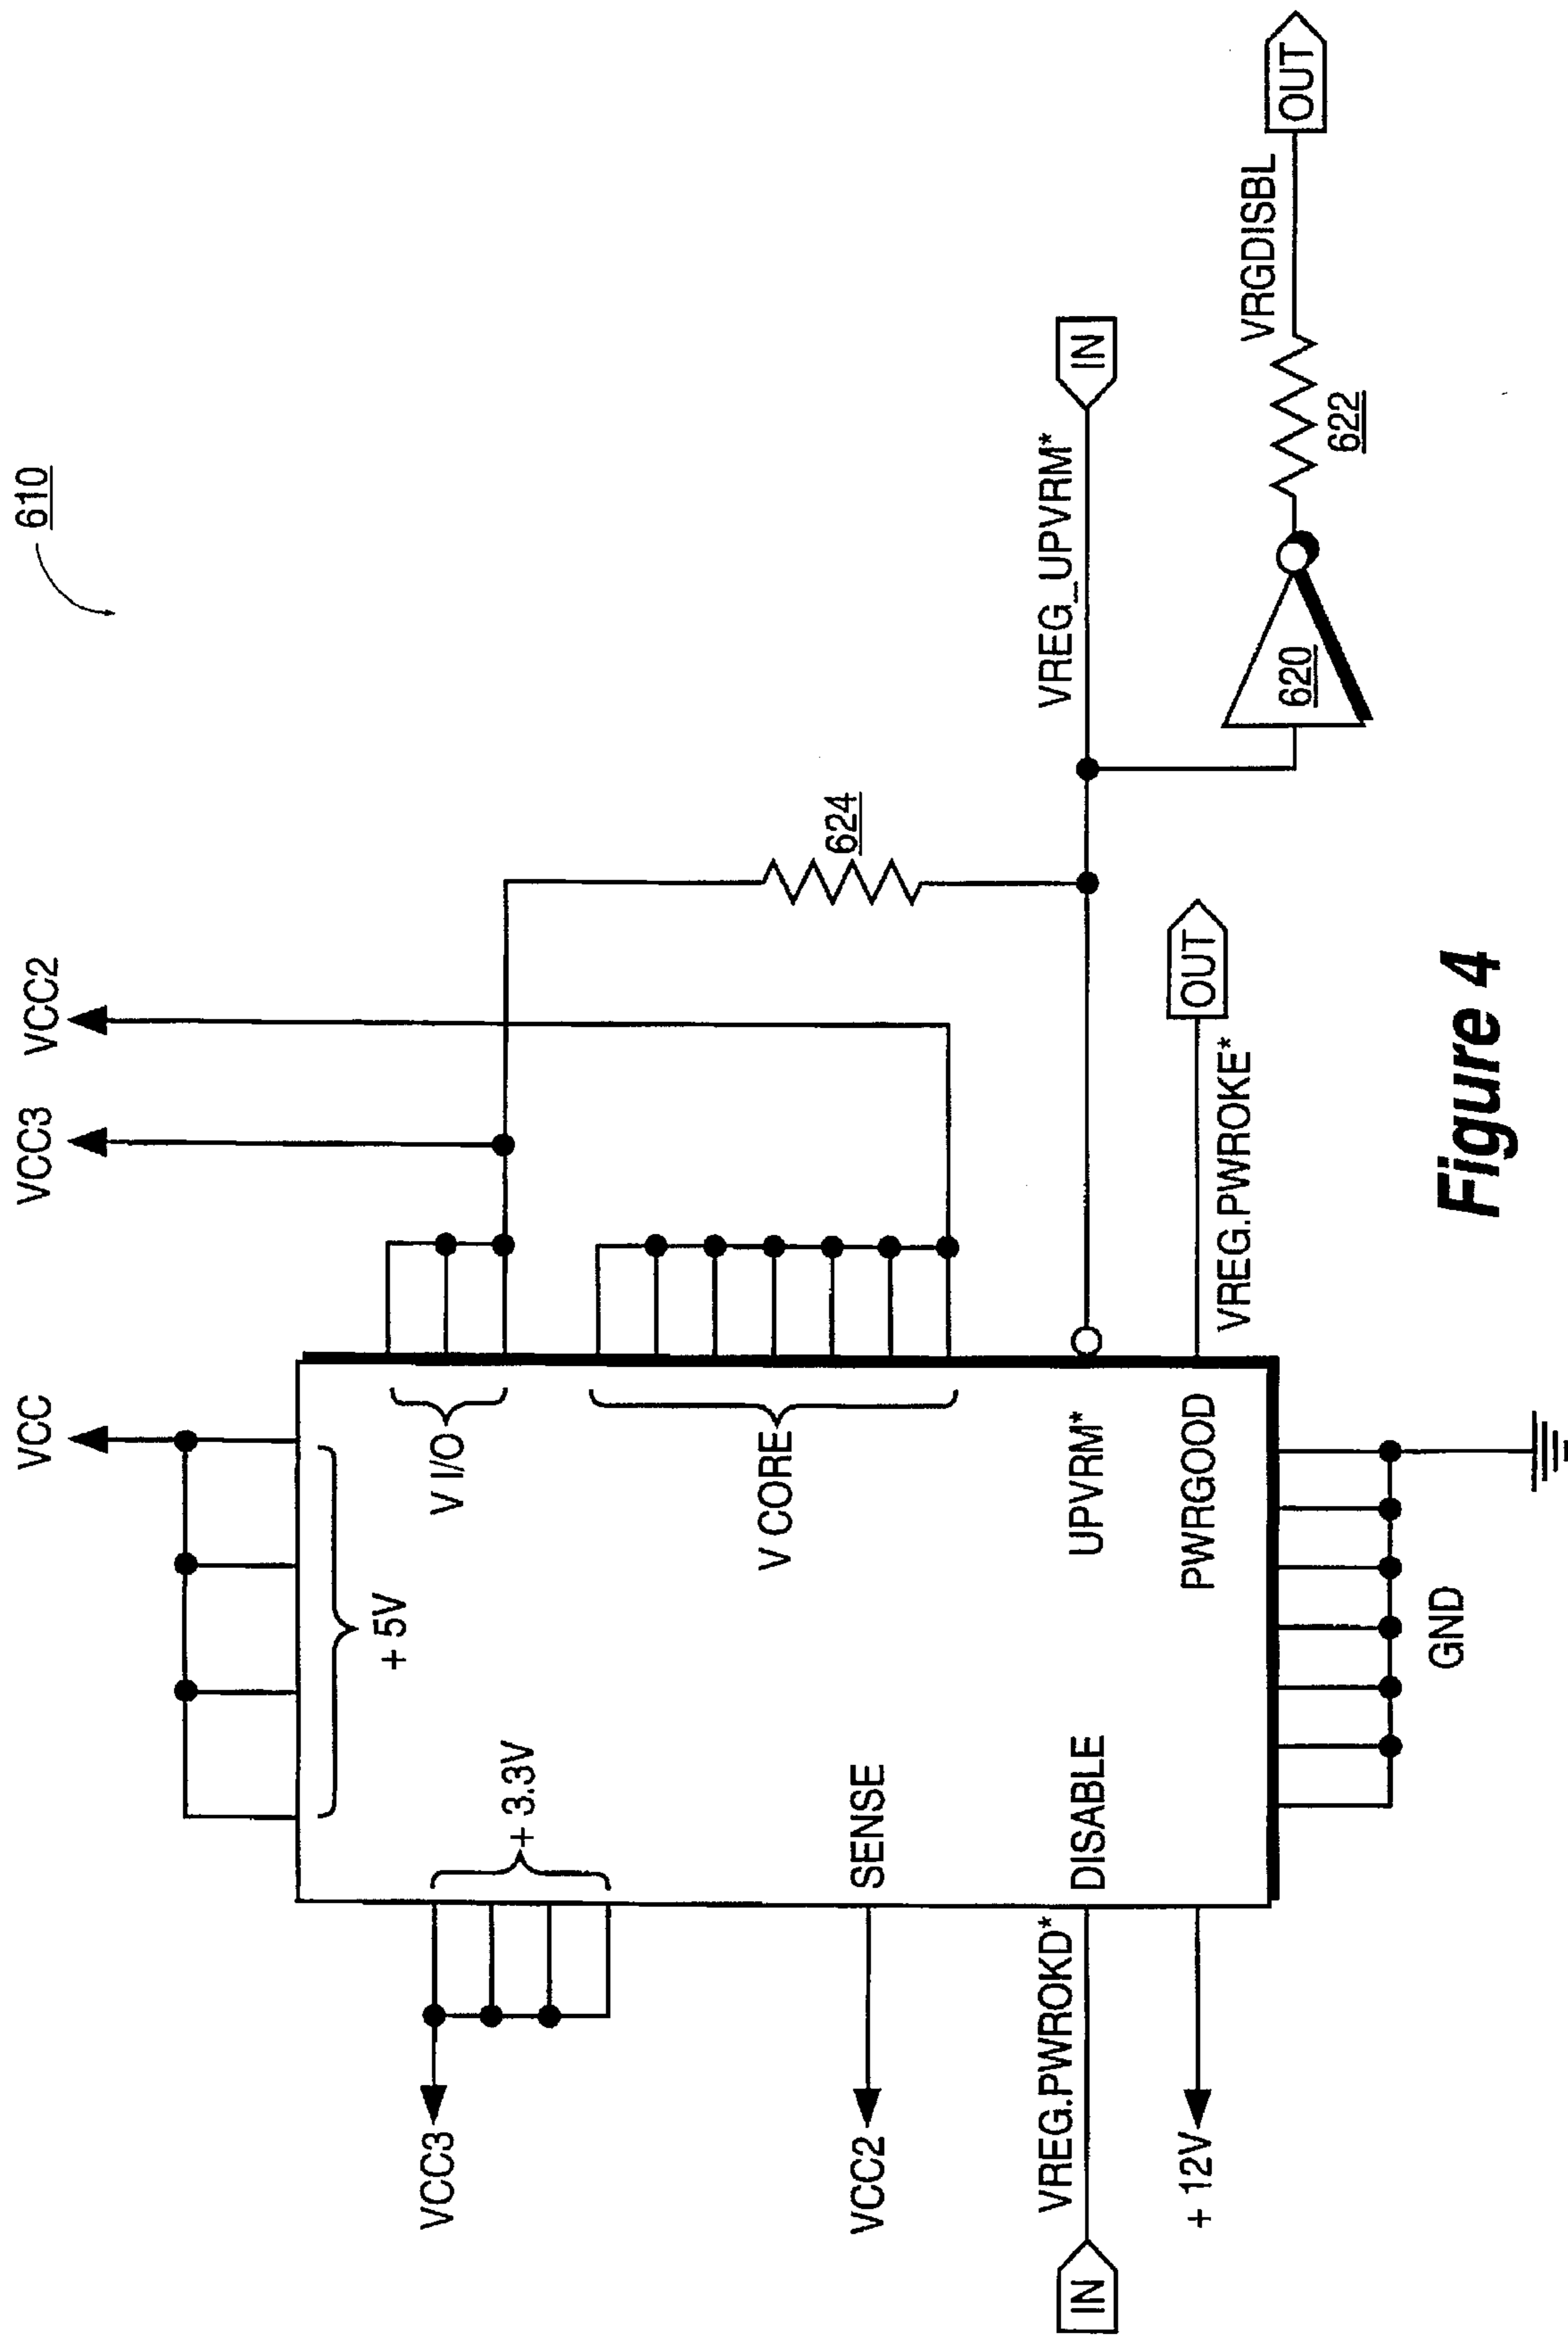 610
VCC
VCC3
VCC2
+ 5V
VCC3
+ 3.3V
V I/O
V CORE
624
VCC2
SENSE
VREG.PWROKD*
IN
DISABLE
UPVRM*
VREG_UPVRM*
IN
+ 12V
PWRGOOD
VREG.PWROKE*
OUT
620
622
VRGDISBL
OUT
GND
Figure 4